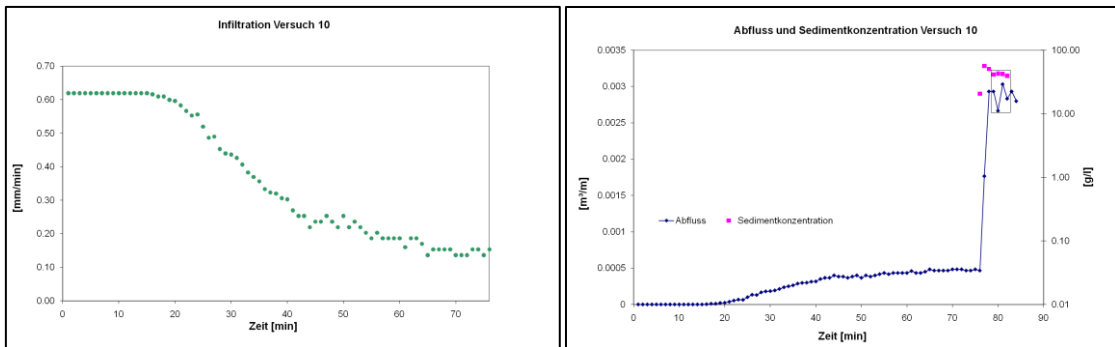 Infiltration Versuch 10
0.70
0.60
0.50
0.40
0.30
0.20
0.10
0.00
[mm/min]
0 10 20 30 40 50 60 70
Zeit [min]
Abfluss und Sedimentkonzentration Versuch 10
0.0035
0.003
0.0025
0.002
0.0015
0.001
0.0005
0
[m³/m]
Abfluss Sedimentkonzentration
100.00
10.00
1.00
0.10
0.01
[g/l]
0 10 20 30 40 50 60 70 80 90
Zeit [min]